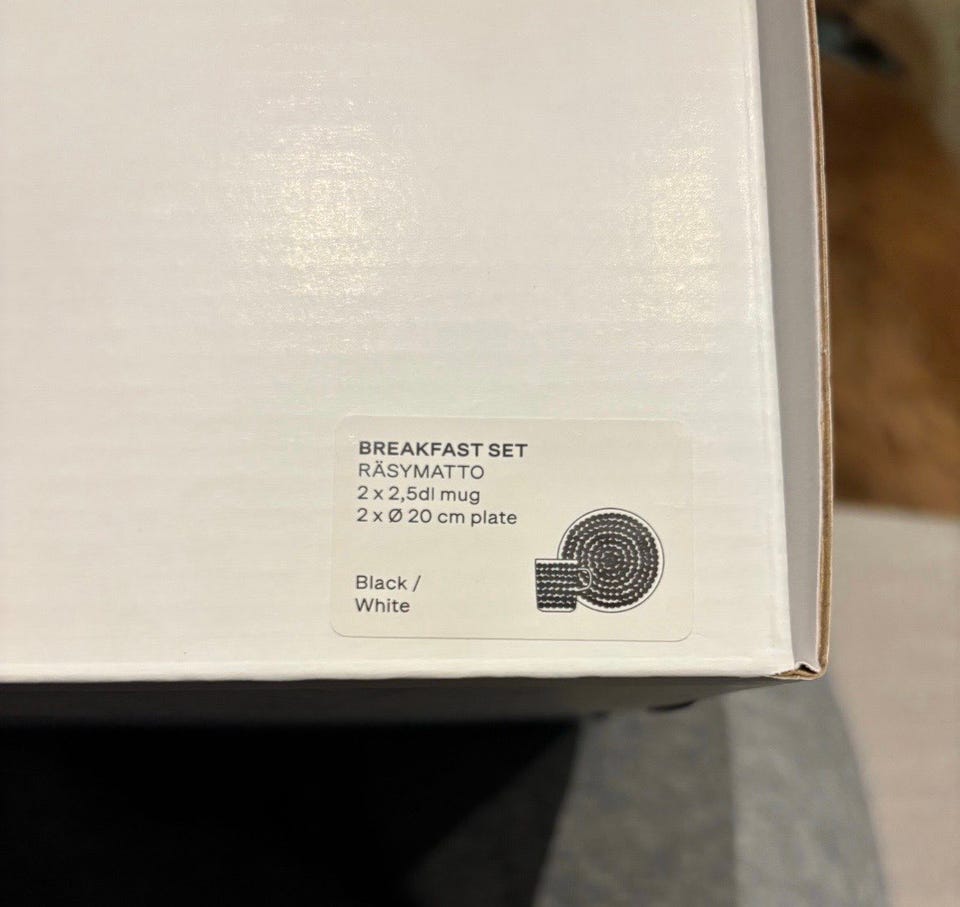 BREAKFAST SET
RÄSYMATTO
2 x 2,5dl mug
2 x Ø 20 cm plate
Black /
White